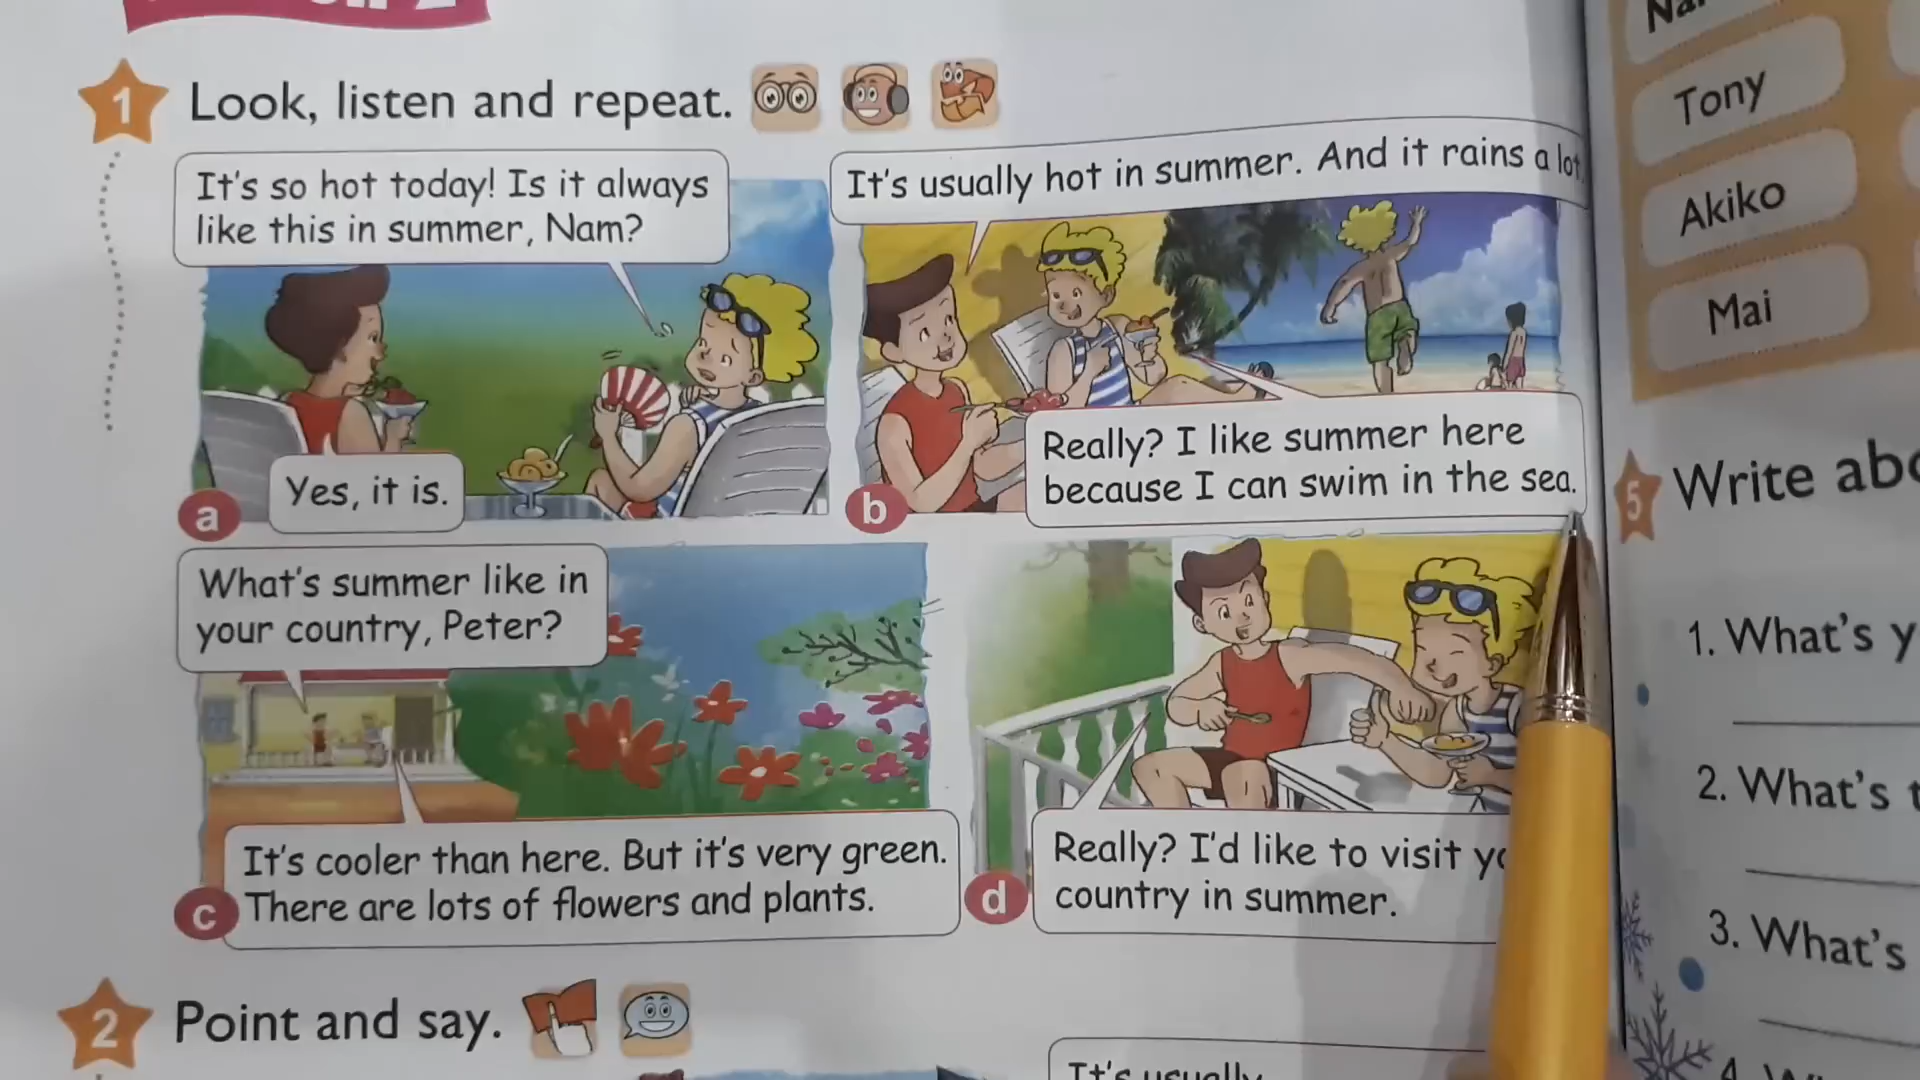 1 Look, listen and repeat.
It's so hot today! Is it always
like this in summer, Nam?
Yes, it is.
a
It's usually hot in summer. And it rains a lot
Really? I like summer here
because I can swim in the sea.
b
What's summer like in
your country, Peter?
It's cooler than here. But it's very green.
There are lots of flowers and plants.
c
Really? I'd like to visit
country in summer.
d
2 Point and say.
It's usually
Tony
Akiko
Mai
5 Write
1. What's
2. What's
3. What's